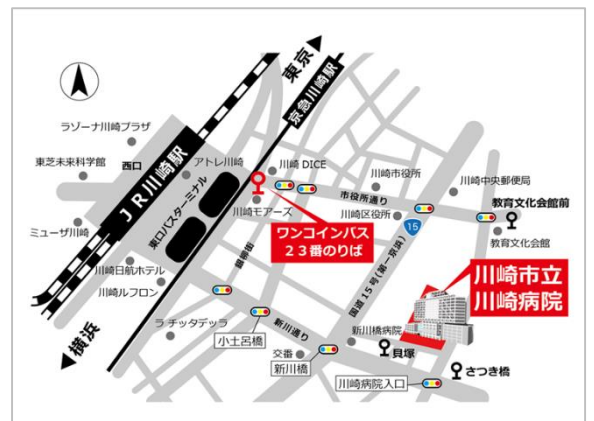 東京
京急川崎駅
ラゾーナ川崎プラザ
東芝未来科学館
西口
アトレ川崎
川崎 DICE
JR川崎駅
川崎市役所
川崎中央郵便局
市役所通り
教育文化会館前
東口バスターミナル
川崎モアーズ
川崎区役所
ミューザ川崎
ワンコインバス
23番のりば
15
教育文化会館
銀柳街
川崎日航ホテル
川崎ルフロン
国道15号(第一京浜)
川崎市立
川崎病院
ラ チッタデッラ
新川通り
小土呂橋
新川橋病院
横浜
交番
貝塚
新川橋
さつき橋
川崎病院入口